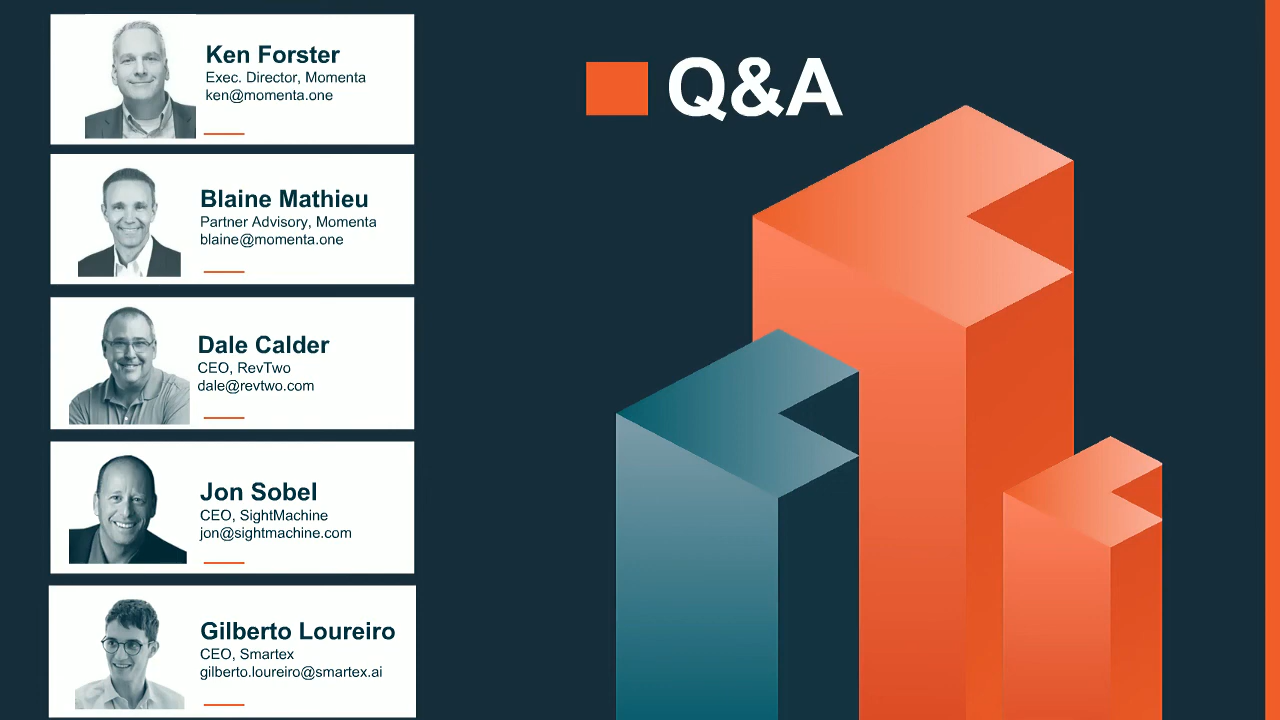 Ken Forster
Exec. Director, Momenta
ken@momenta.one
Blaine Mathieu
Partner Advisory, Momenta
blaine@momenta.one
Dale Calder
CEO, RevTwo
dale@revtwo.com
Jon Sobel
CEO, SightMachine
jon@sightmachine.com
Gilberto Loureiro
CEO, Smartex
gilberto.loureiro@smartex.ai
Q&A